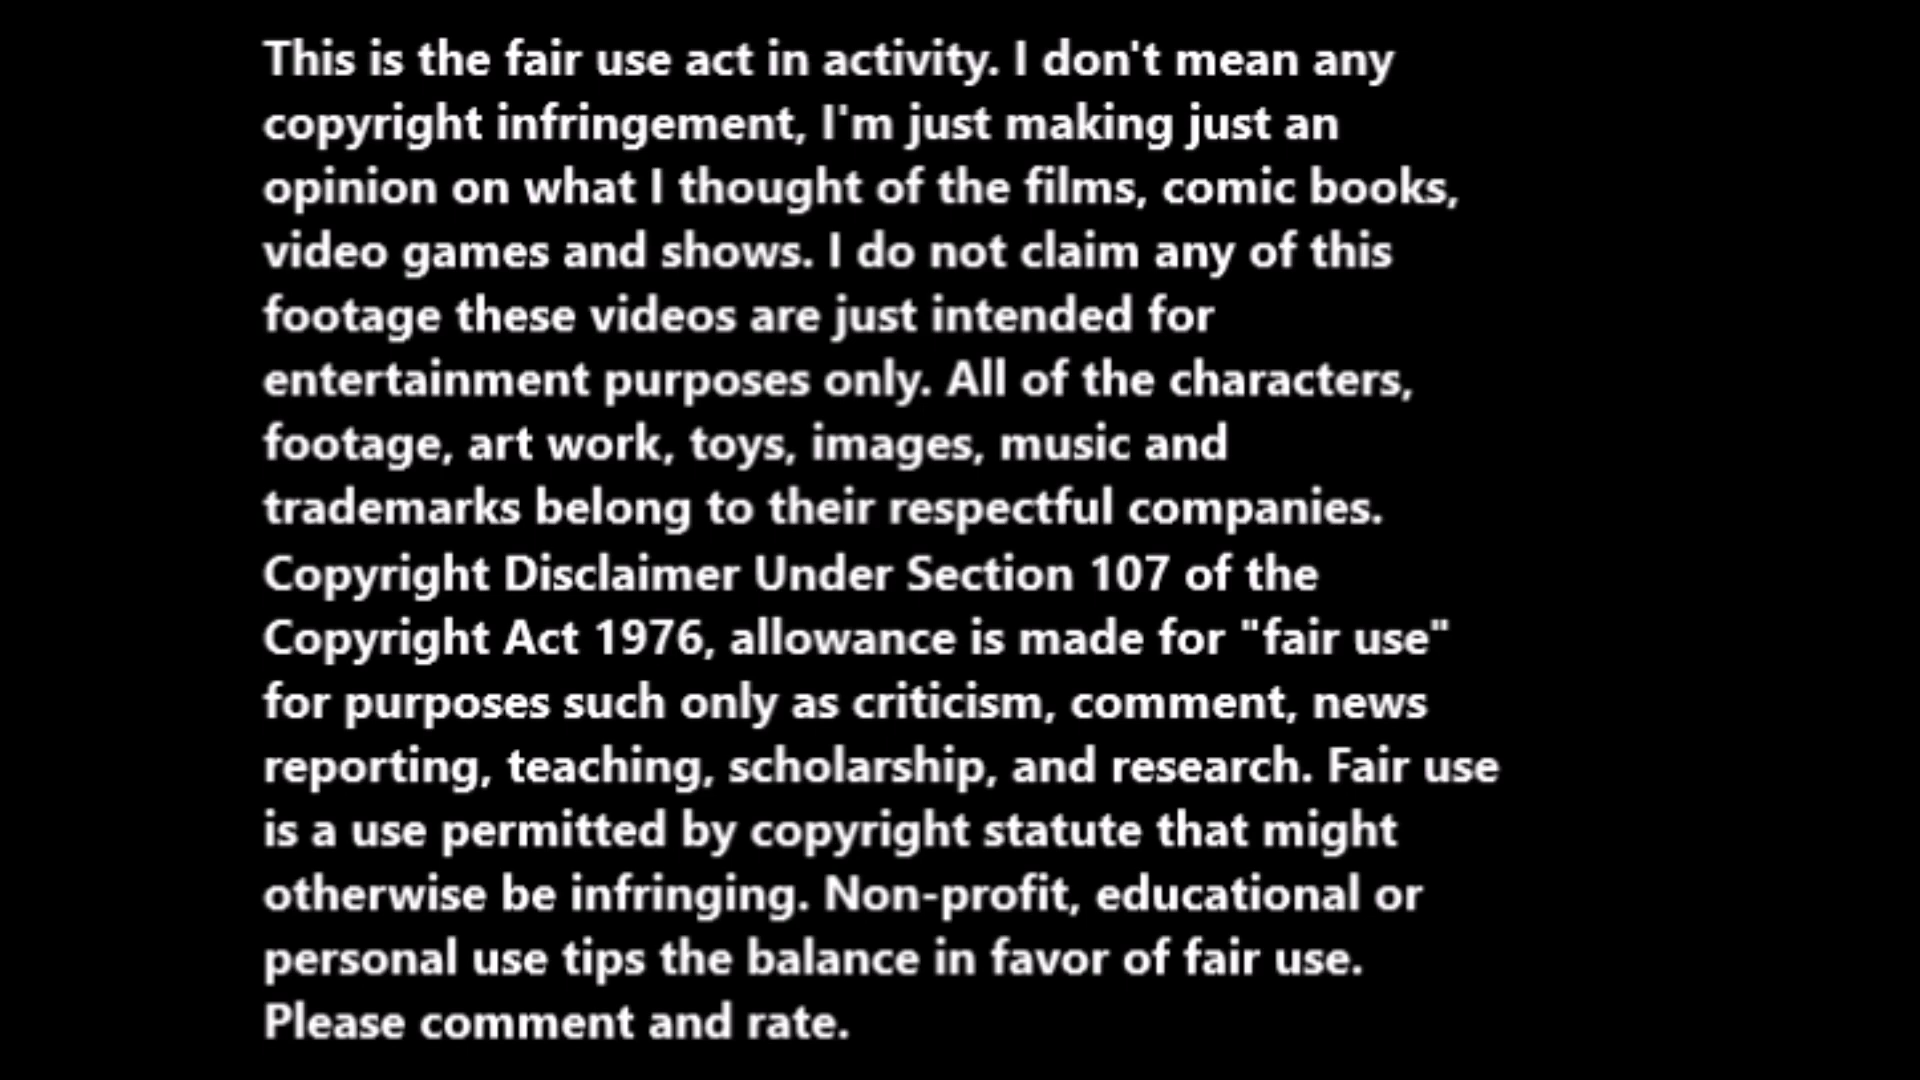 This is the fair use act in activity. I don't mean any
copyright infringement, I'm just making just an
opinion on what I thought of the films, comic books,
video games and shows. I do not claim any of this
footage these videos are just intended for
entertainment purposes only. All of the characters,
footage, art work, toys, images, music and
trademarks belong to their respectful companies.
Copyright Disclaimer Under Section 107 of the
Copyright Act 1976, allowance is made for "fair use"
for purposes such only as criticism, comment, news
reporting, teaching, scholarship, and research. Fair use
is a use permitted by copyright statute that might
otherwise be infringing. Non-profit, educational or
personal use tips the balance in favor of fair use.
Please comment and rate.